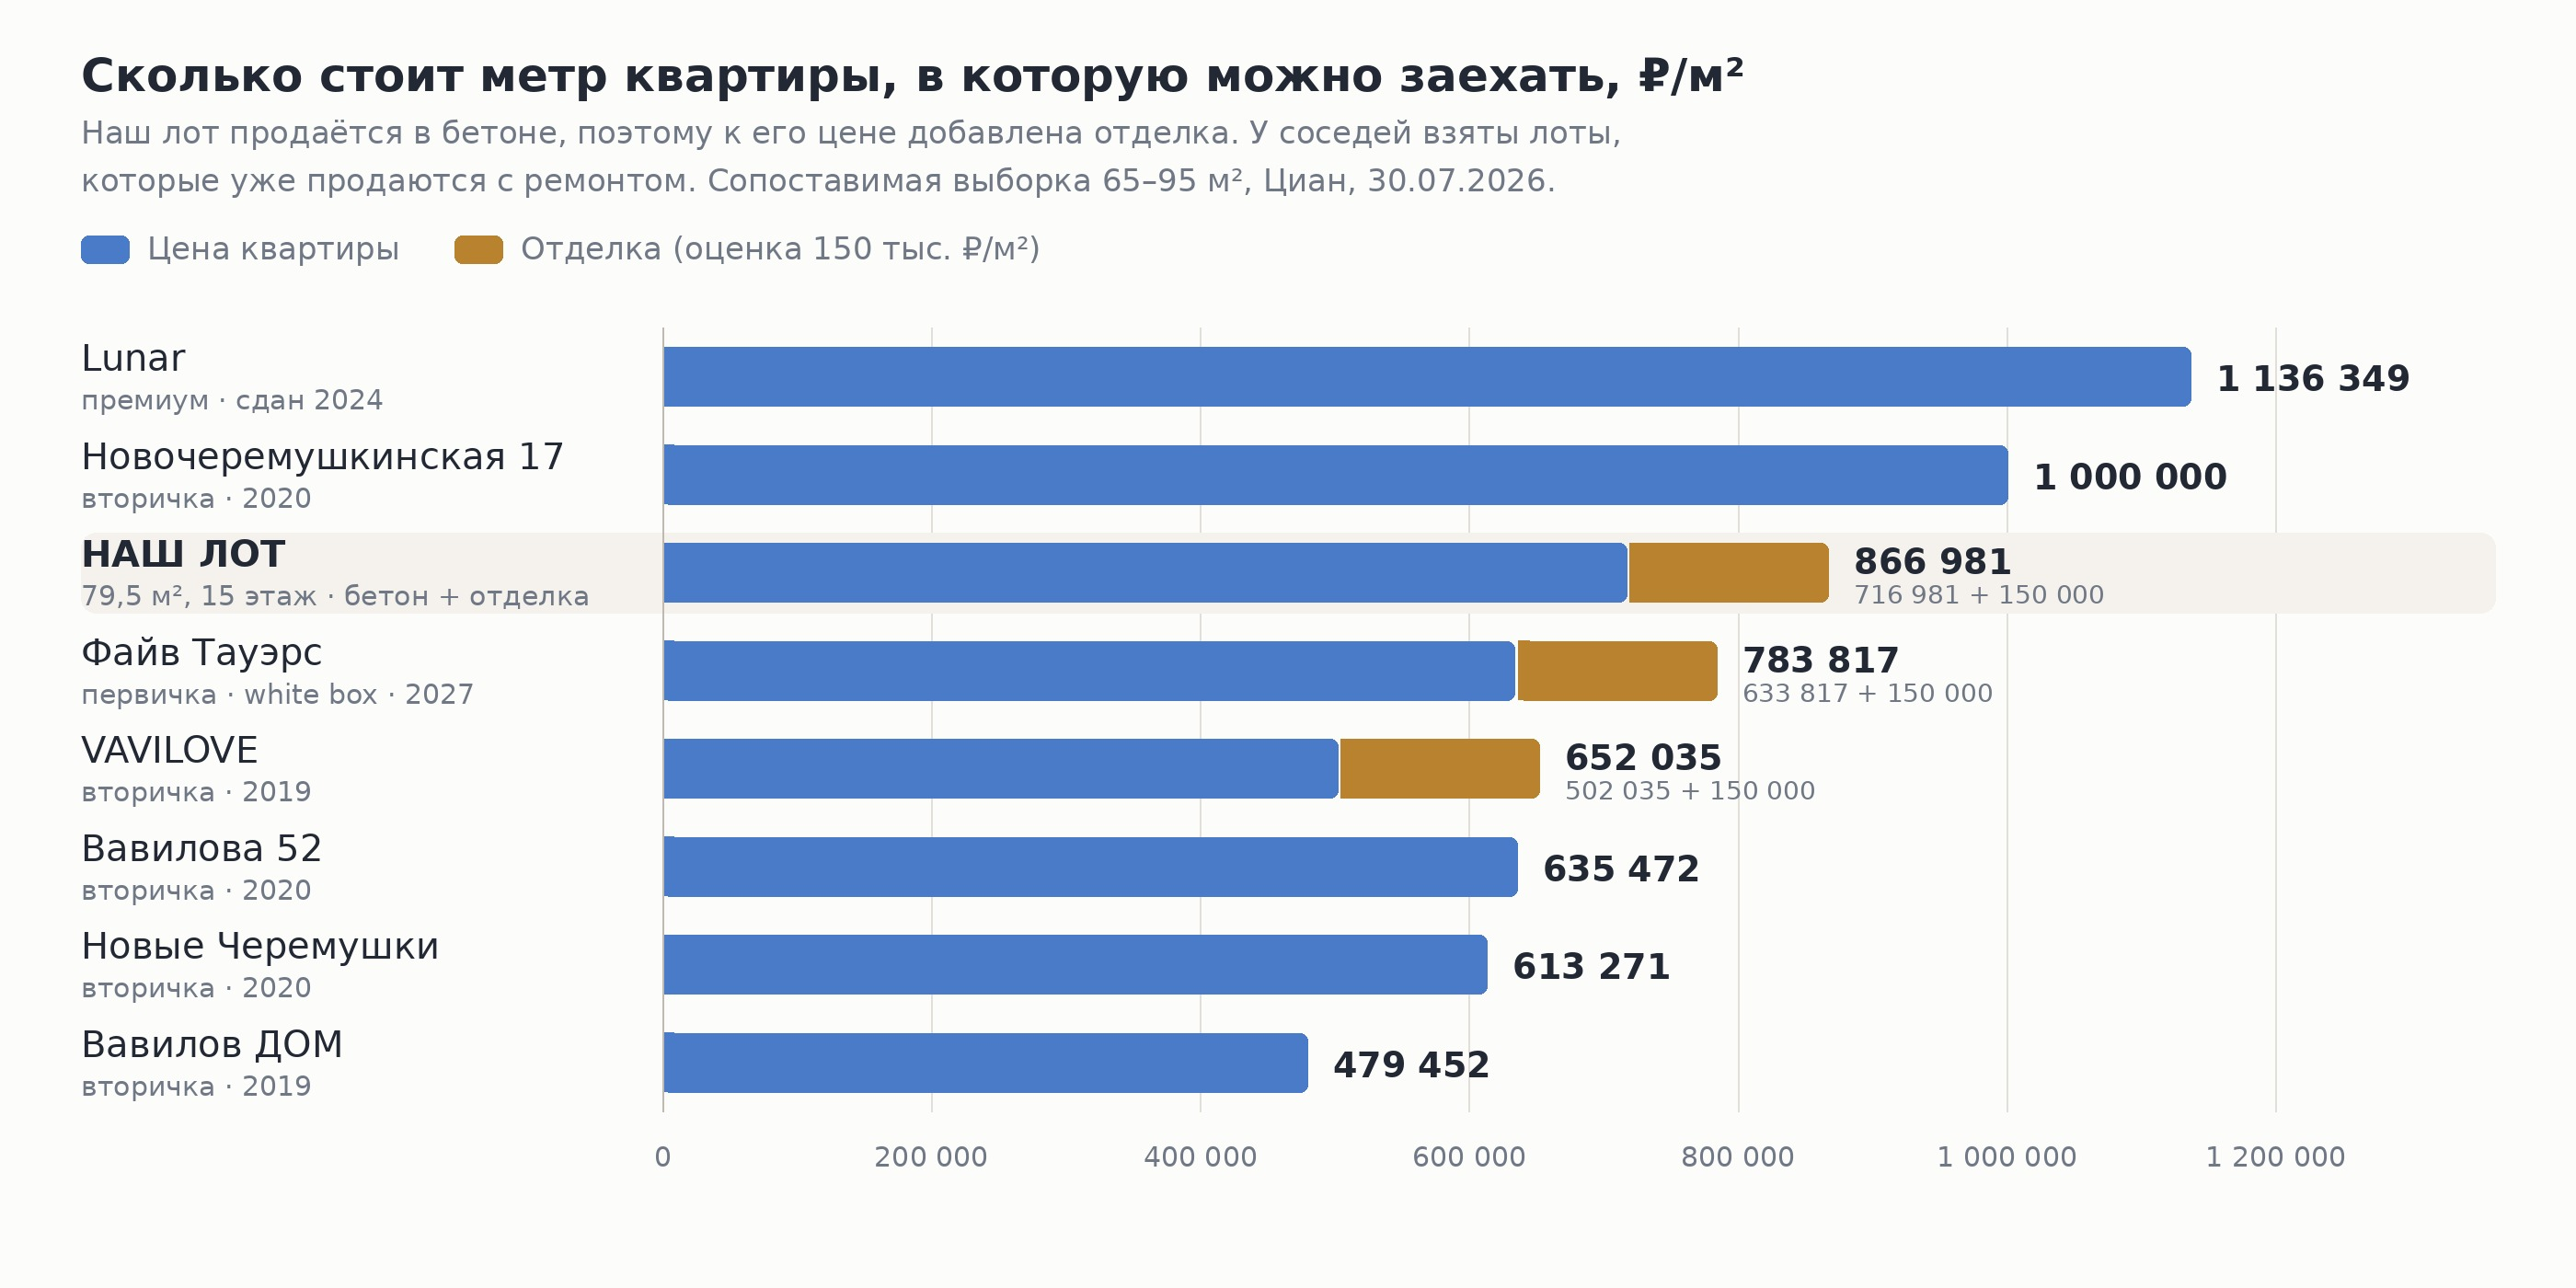 Сколько стоит метр квартиры, в которую можно заехать, ₽/м²
Наш лот продаётся в бетоне, поэтому к его цене добавлена отделка. У соседей взяты лоты,
которые уже продаются с ремонтом. Сопоставимая выборка 65–95 м², Циан, 30.07.2026.
Цена квартиры
Отделка (оценка 150 тыс. ₽/м²)
Lunar
премиум · сдан 2024
1 136 349
Новочеремушкинская 17
вторичка · 2020
1 000 000
НАШ ЛОТ
79,5 м², 15 этаж · бетон + отделка
866 981
716 981 + 150 000
Файв Тауэрс
первичка · white box · 2027
783 817
633 817 + 150 000
VAVILOVE
вторичка · 2019
652 035
502 035 + 150 000
Вавилова 52
вторичка · 2020
635 472
Новые Черемушки
вторичка · 2020
613 271
Вавилов ДОМ
вторичка · 2019
479 452
0 200 000 400 000 600 000 800 000 1 000 000 1 200 000